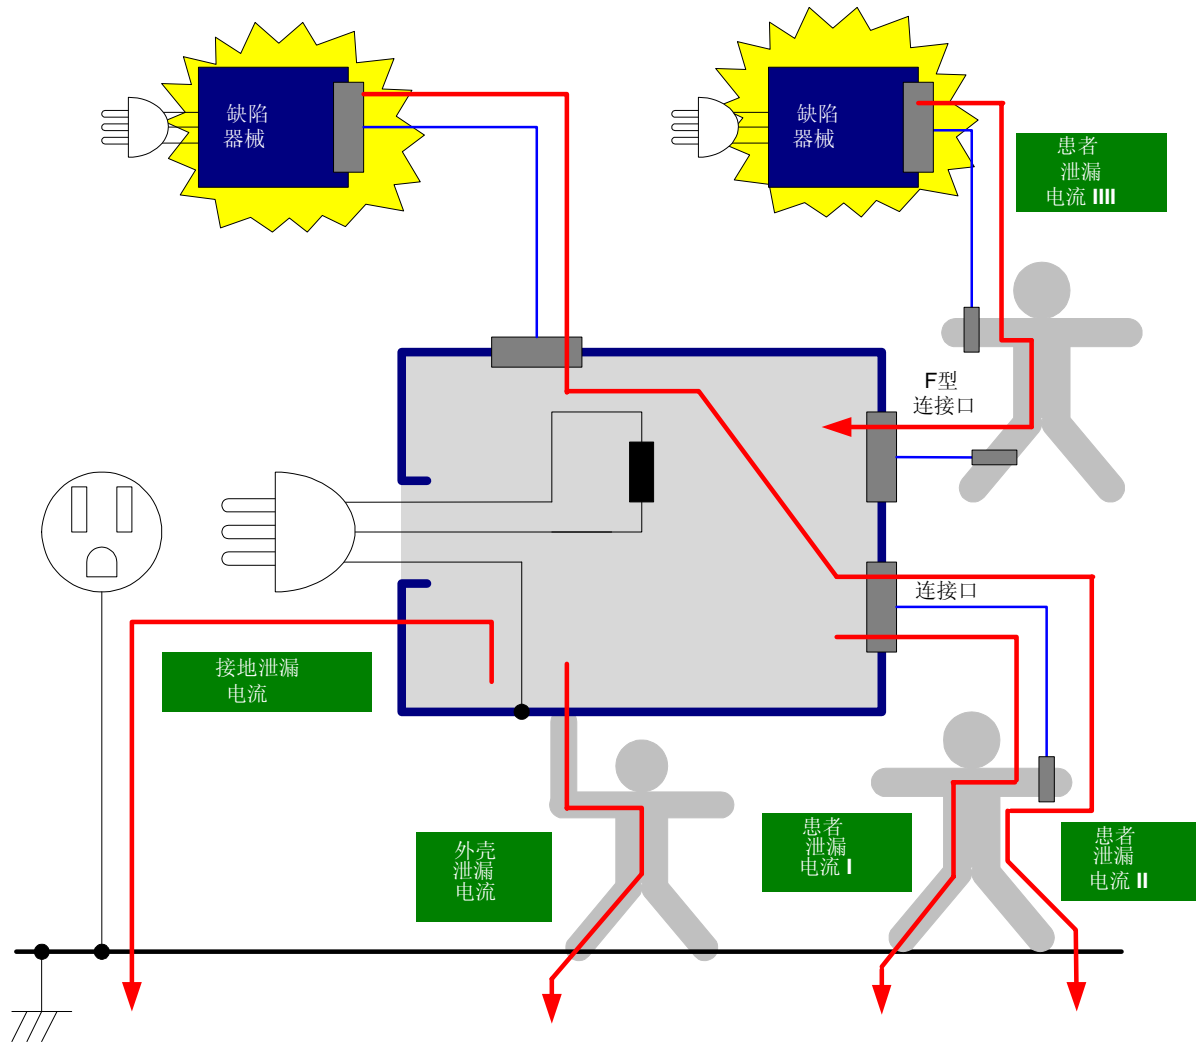 缺陷
器械
缺陷
器械
患者
泄漏
电流 IIII
F型
连接口
连接口
接地泄漏
电流
外壳
泄漏
电流
患者
泄漏
电流 I
患者
泄漏
电流 II